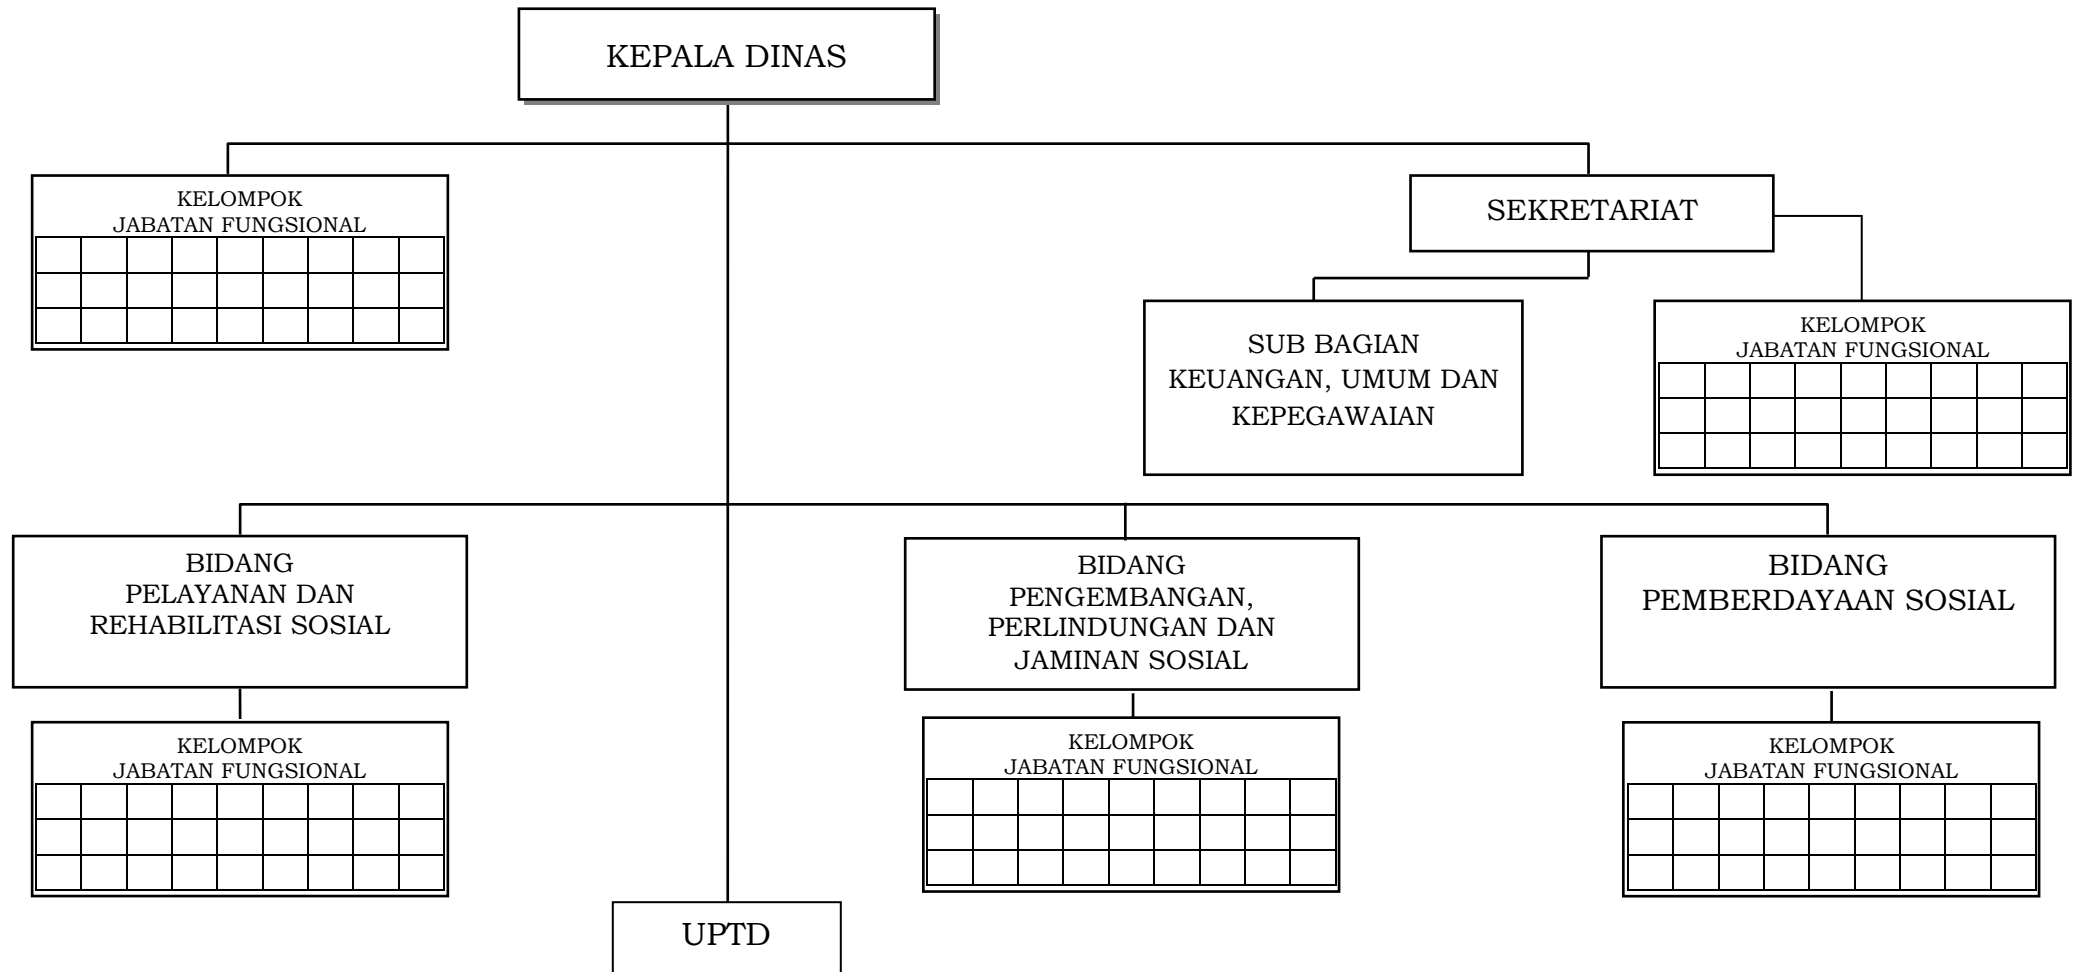 KEPALA DINAS
KELOMPOK
JABATAN FUNGSIONAL
SEKRETARIAT
SUB BAGIAN
KEUANGAN, UMUM DAN
KEPEGAWAIAN
KELOMPOK
JABATAN FUNGSIONAL
BIDANG
PELAYANAN DAN
REHABILITASI SOSIAL
BIDANG
PENGEMBANGAN,
PERLINDUNGAN DAN
JAMINAN SOSIAL
BIDANG
PEMBERDAYAAN SOSIAL
KELOMPOK
JABATAN FUNGSIONAL
KELOMPOK
JABATAN FUNGSIONAL
KELOMPOK
JABATAN FUNGSIONAL
UPTD